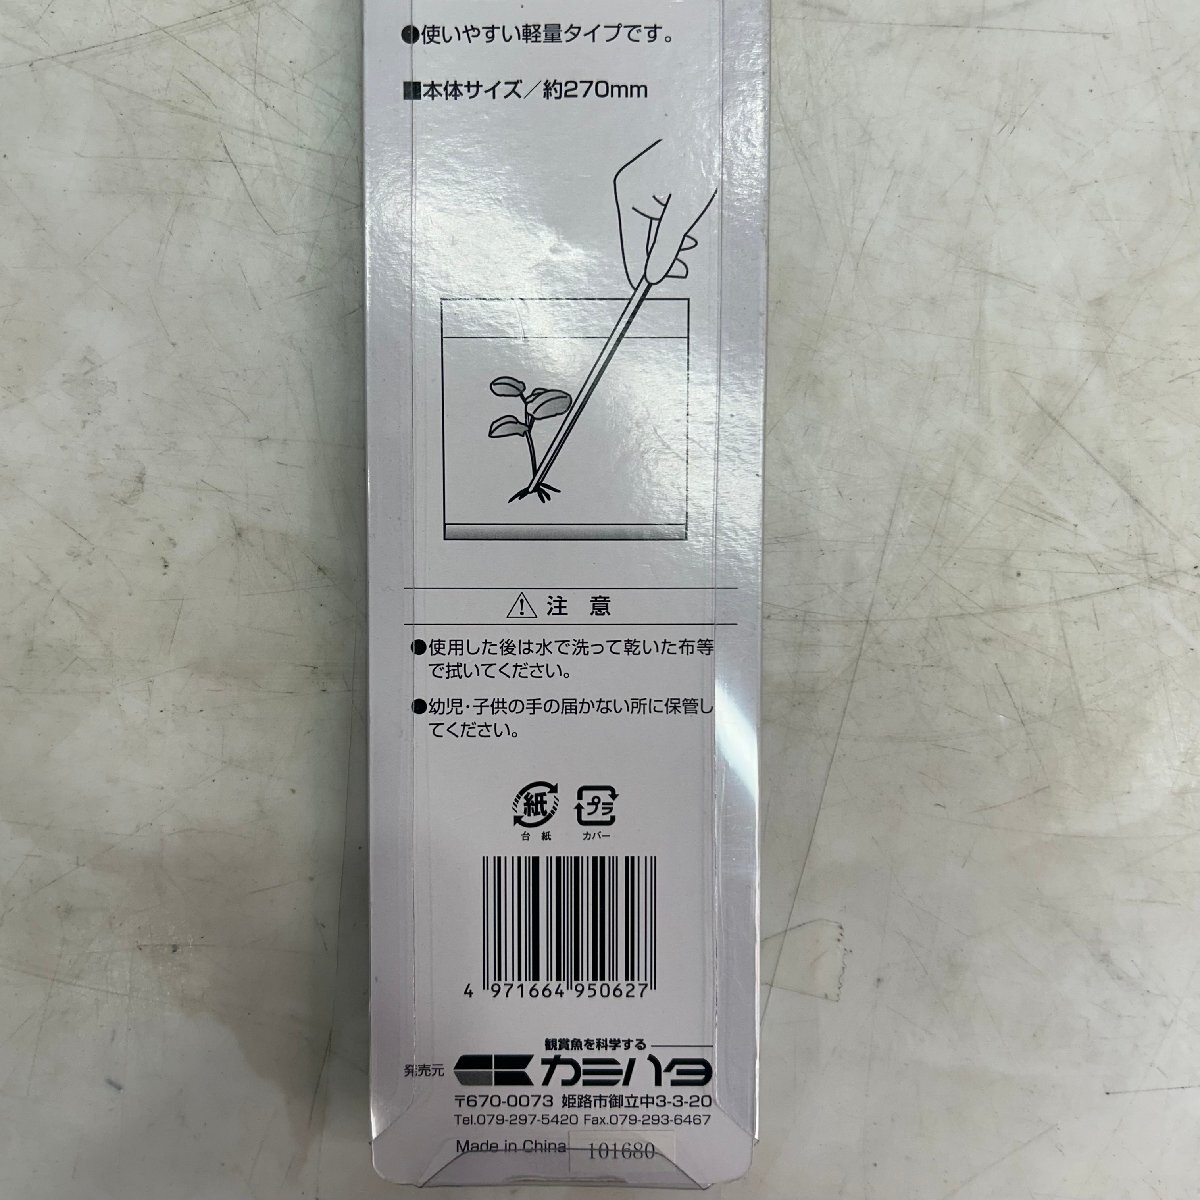 ●使いやすい軽量タイプです。
■本体サイズ/約270mm
注 意
●使用した後は水で洗って乾いた布等
で拭いてください。
●幼児・子供の手の届かない所に保管し
てください。
紙
プラ
台 紙
カバー
4 971664 950627
観賞魚を科学する
発売元
カミハタ
〒670-0073 姫路市御立中3-3-20
Tel.079-297-5420 Fax.079-293-6467
Made in China
101680